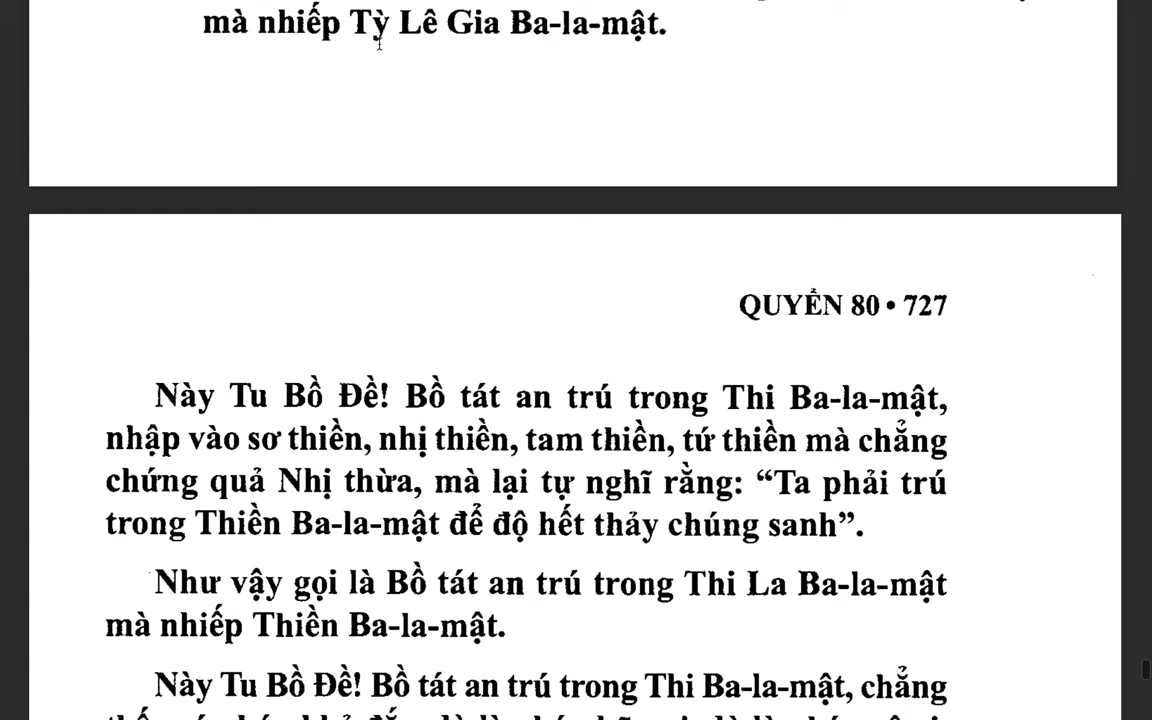 mà nhiếp Tỳ Lê Gia Ba-la-mật.
QUYỂN 80 • 727
Này Tu Bồ Đề! Bồ tát an trú trong Thi Ba-la-mật,
nhập vào sơ thiền, nhị thiền, tam thiền, tứ thiền mà chẳng
chứng quả Nhị thừa, mà lại tự nghĩ rằng: “Ta phải trú
trong Thiền Ba-la-mật để độ hết thảy chúng sanh”.
Như vậy gọi là Bồ tát an trú trong Thi La Ba-la-mật
mà nhiếp Thiền Ba-la-mật.
Này Tu Bồ Đề! Bồ tát an trú trong Thi Ba-la-mật, chẳng